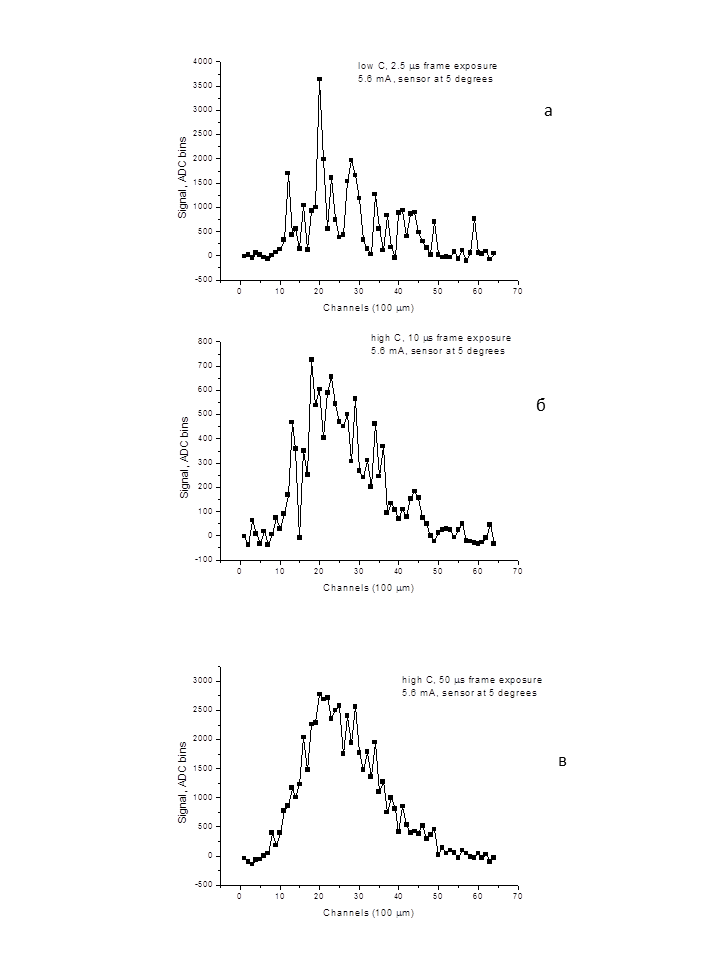 low C, 2.5 µs frame exposure
5.6 mA, sensor at 5 degrees
а
4000
3500
3000
2500
2000
1500
1000
500
0
-500
Signal, ADC bins
0 10 20 30 40 50 60 70
Channels (100 µm)
high C, 10 µs frame exposure
5.6 mA, sensor at 5 degrees
б
800
700
600
500
400
300
200
100
0
-100
Signal, ADC bins
0 10 20 30 40 50 60 70
Channels (100 µm)
high C, 50 µs frame exposure
5.6 mA, sensor at 5 degrees
в
3000
2500
2000
1500
1000
500
0
-500
Signal, ADC bins
0 10 20 30 40 50 60 70
Channels (100 µm)